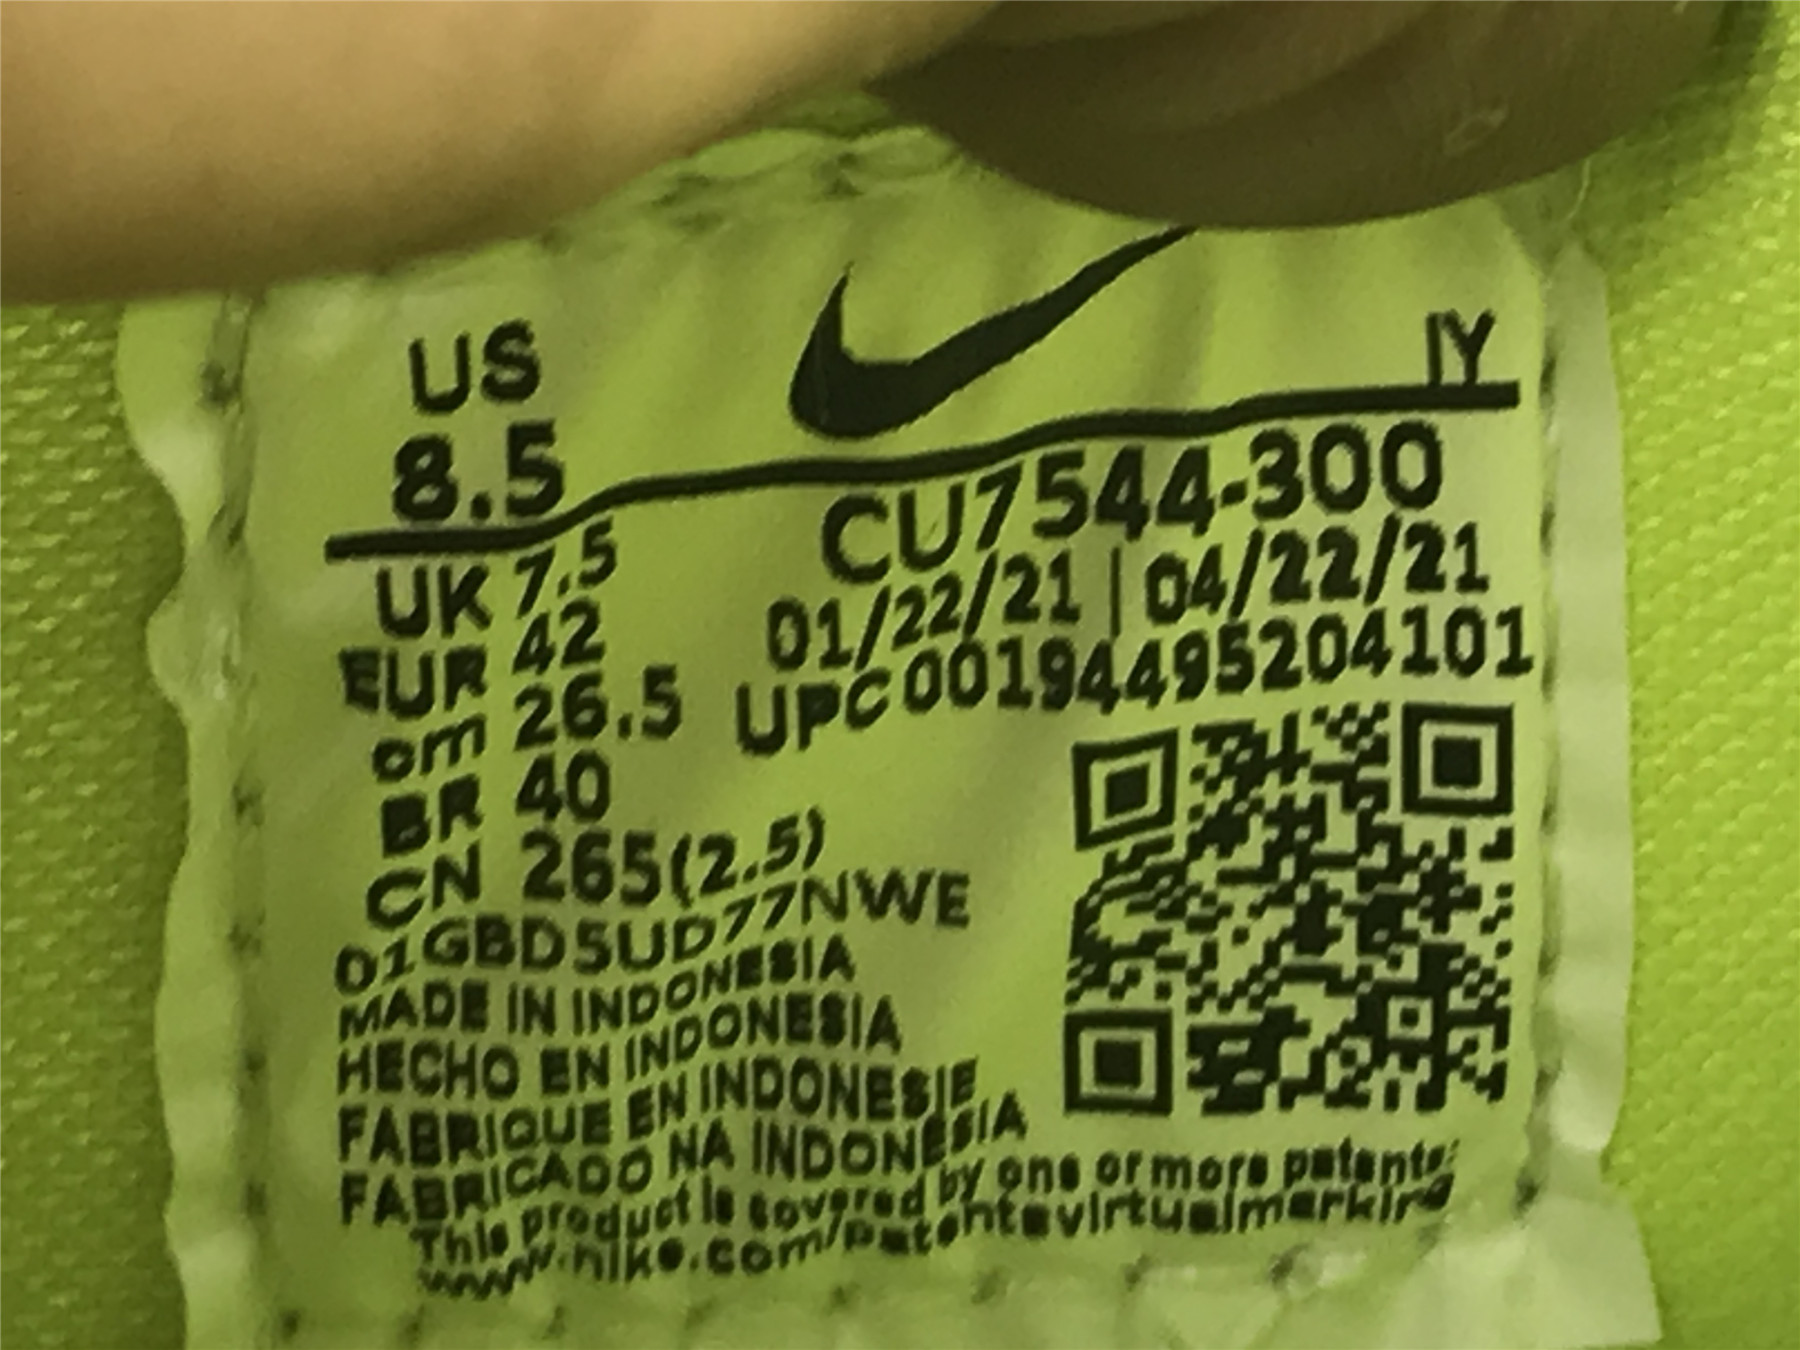 US
8.5
IY
UK 7.5
EUR 42
cm 26.5
BR 40
CN 265(2.5)
CU7544-300
01/22/21 | 04/22/21
UPC 00194495204101
01GBD5UD77NWE
MADE IN INDONESIA
HECHO EN INDONESIA
FABRIQUE EN INDONESIE
FABRICADO NA INDONESIA
This product is covered by one or more patents:
www.nike.com/patentsvirtualmarking